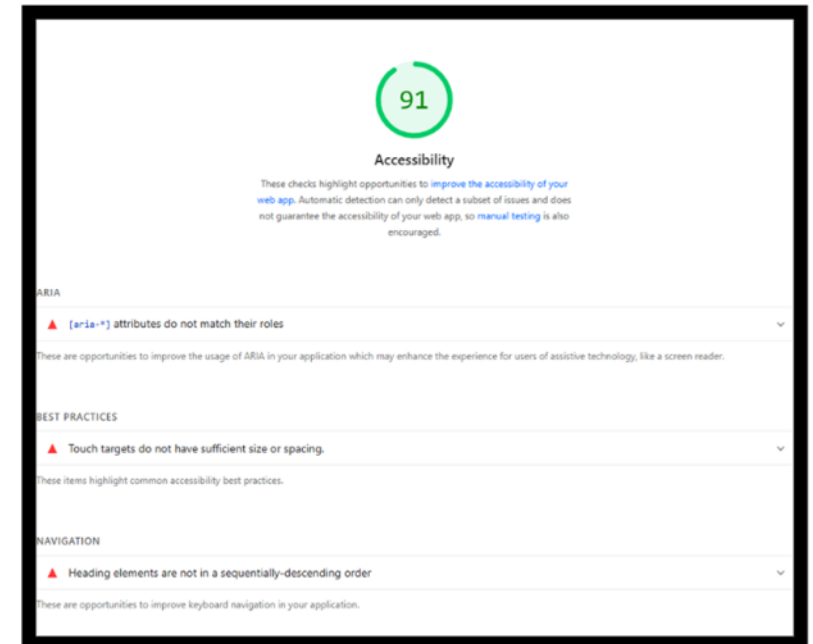 91
Accessibility
These checks highlight opportunities to improve the accessibility of your
web app. Automatic detection can only detect a subset of issues and does
not guarantee the accessibility of your web app, so manual testing is also
encouraged.
ARIA
[aria-*] attributes do not match their roles
These are opportunities to improve the usage of ARIA in your application which may enhance the experience for users of assistive technology, like a screen reader.
BEST PRACTICES
Touch targets do not have sufficient size or spacing.
These items highlight common accessibility best practices.
NAVIGATION
Heading elements are not in a sequentially-descending order
These are opportunities to improve keyboard navigation in your application.